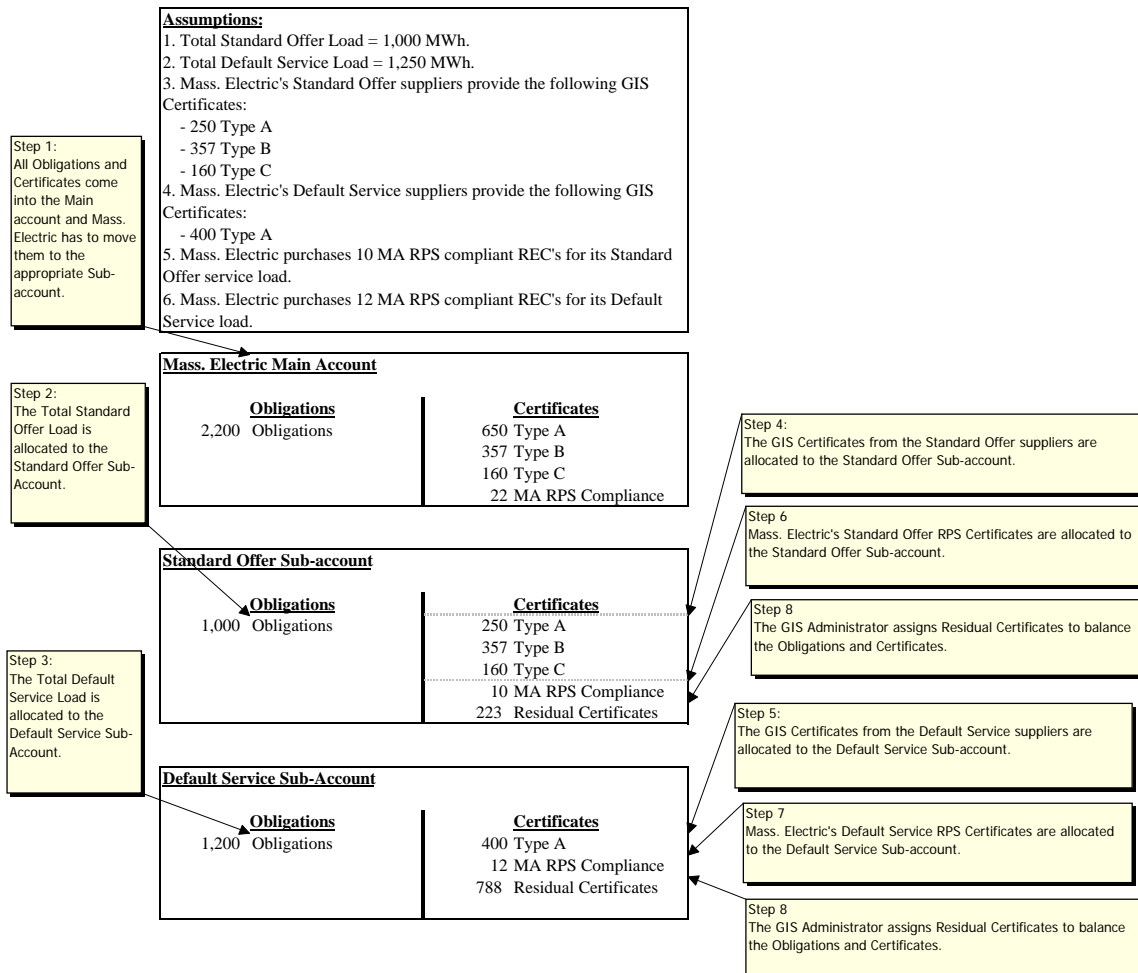 Assumptions:
1. Total Standard Offer Load = 1,000 MWh.
2. Total Default Service Load = 1,250 MWh.
3. Mass. Electric's Standard Offer suppliers provide the following GIS
Certificates:
- 250 Type A
- 357 Type B
- 160 Type C
4. Mass. Electric's Default Service suppliers provide the following GIS
Certificates:
- 400 Type A
5. Mass. Electric purchases 10 MA RPS compliant REC's for its Standard
Offer service load.
6. Mass. Electric purchases 12 MA RPS compliant REC's for its Default
Service load.
Step 1:
All Obligations and
Certificates come
into the Main
account and Mass.
Electric has to move
them to the
appropriate Sub-
account.
Mass. Electric Main Account
Obligations
2,200 Obligations
Certificates
650 Type A
357 Type B
160 Type C
22 MA RPS Compliance
Step 2:
The Total Standard
Offer Load is
allocated to the
Standard Offer Sub-
Account.
Step 4:
The GIS Certificates from the Standard Offer suppliers are
allocated to the Standard Offer Sub-account.
Step 6
Mass. Electric's Standard Offer RPS Certificates are allocated to
the Standard Offer Sub-account.
Standard Offer Sub-account
Obligations
1,000 Obligations
Certificates
250 Type A
357 Type B
160 Type C
10 MA RPS Compliance
223 Residual Certificates
Step 8
The GIS Administrator assigns Residual Certificates to balance
the Obligations and Certificates.
Step 3:
The Total Default
Service Load is
allocated to the
Default Service Sub-
Account.
Step 5:
The GIS Certificates from the Default Service suppliers are
allocated to the Default Service Sub-account.
Default Service Sub-Account
Obligations
1,200 Obligations
Certificates
400 Type A
12 MA RPS Compliance
788 Residual Certificates
Step 7
Mass. Electric's Default Service RPS Certificates are allocated
to the Default Service Sub-account.
Step 8
The GIS Administrator assigns Residual Certificates to balance
the Obligations and Certificates.